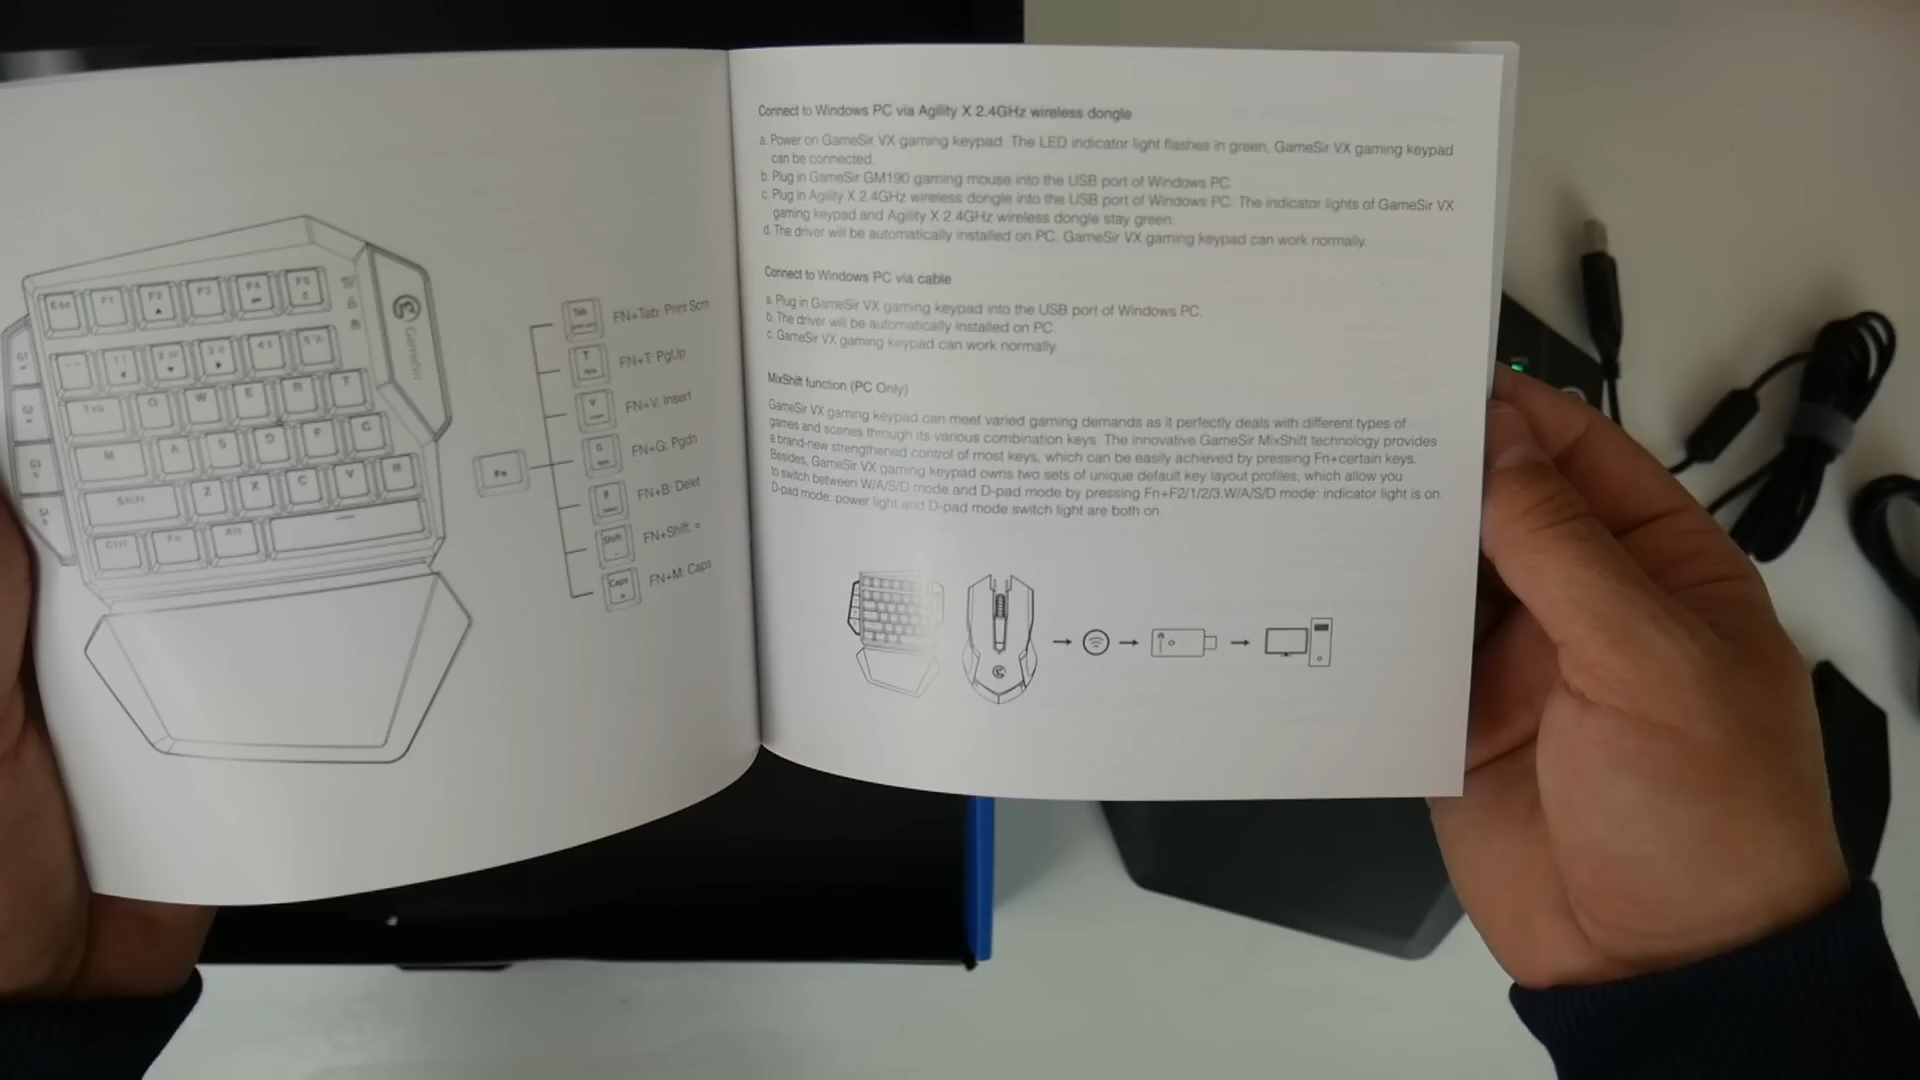 Esc F1 F2 F3 F4 F5
Tab Q W E R T
M A S D F G
Shift Z X C V H
Ctrl Fn Alt
G1
G2
G3
G4
GameSir
Fn
Tab FN+Tab: Print Scrn
T FN+T: PgUp
V FN+V: Insert
G FN+G: Pgdn
B FN+B: Delet
Shift FN+Shift: =
Caps FN+M: Caps
Connect to Windows PC via Agility X 2.4GHz wireless dongle
a. Power on GameSir VX gaming keypad. The LED indicator light flashes in green, GameSir VX gaming keypad
can be connected.
b. Plug in GameSir GM190 gaming mouse into the USB port of Windows PC.
c. Plug in Agility X 2.4GHz wireless dongle into the USB port of Windows PC. The indicator lights of GameSir VX
gaming keypad and Agility X 2.4GHz wireless dongle stay green.
d. The driver will be automatically installed on PC. GameSir VX gaming keypad can work normally.
Connect to Windows PC via cable
a. Plug in GameSir VX gaming keypad into the USB port of Windows PC.
b. The driver will be automatically installed on PC.
c. GameSir VX gaming keypad can work normally.
MixShift function (PC Only)
GameSir VX gaming keypad can meet varied gaming demands as it perfectly deals with different types of
games and scenes through its various combination keys. The innovative GameSir MixShift technology provides
a brand-new strengthened control of most keys, which can be easily achieved by pressing Fn+certain keys.
Besides, GameSir VX gaming keypad owns two sets of unique default key layout profiles, which allow you
to switch between W/A/S/D mode and D-pad mode by pressing Fn+F2/1/2/3.W/A/S/D mode: indicator light is on.
D-pad mode: power light and D-pad mode switch light are both on.